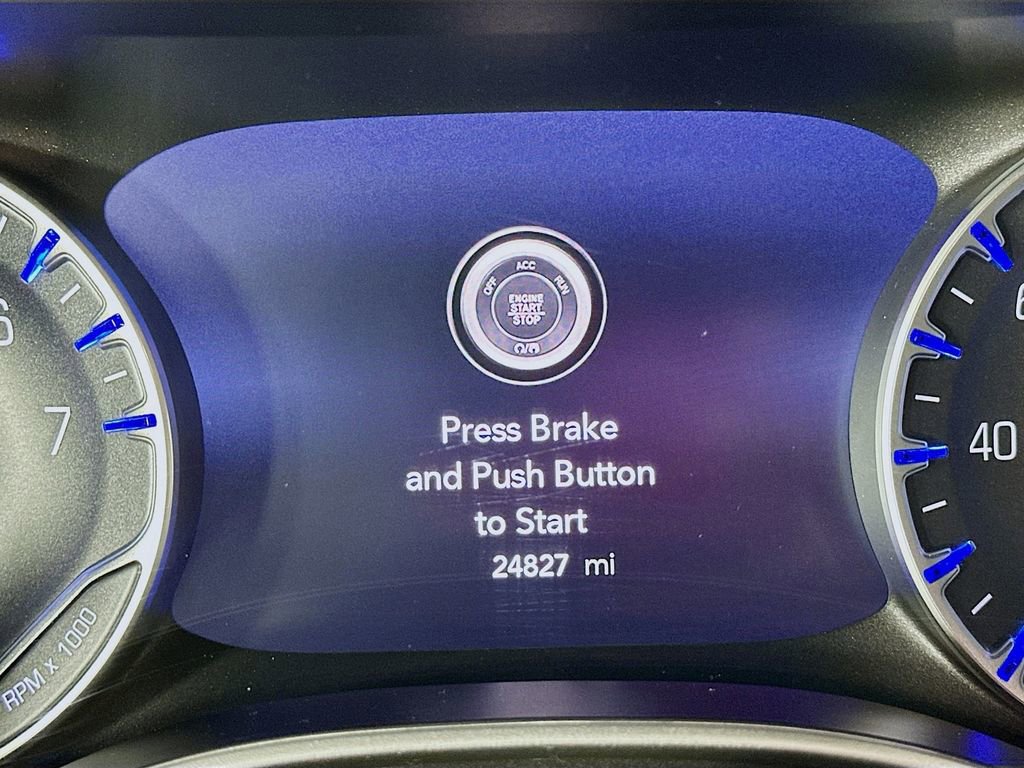 OFF ACC RUN
ENGINE
START
STOP
Press Brake
and Push Button
to Start
24827 mi
6
7
RPM x 1000
40